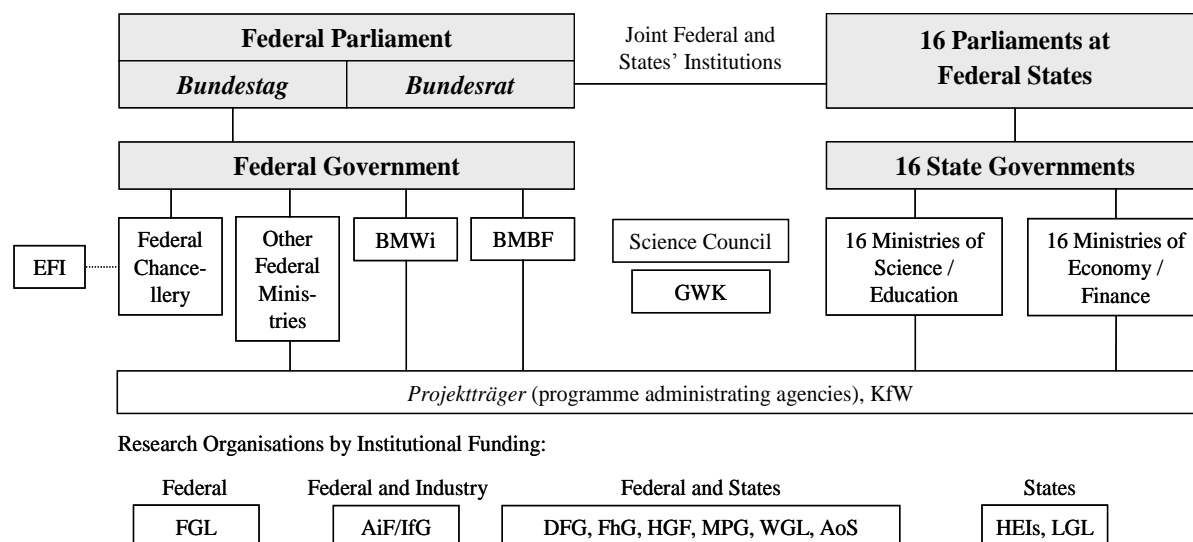 Federal Parliament
Bundestag
Bundesrat
Joint Federal and
States' Institutions
16 Parliaments at
Federal States
Federal Government
16 State Governments
EFI
Federal
Chance-
llery
Other
Federal
Minis-
tries
BMWi
BMBF
Science Council
GWK
16 Ministries of
Science /
Education
16 Ministries of
Economy /
Finance
Projektträger (programme administrating agencies), KfW
Research Organisations by Institutional Funding:
Federal
Federal and Industry
Federal and States
States
FGL
AiF/IfG
DFG, FhG, HGF, MPG, WGL, AoS
HEIs, LGL